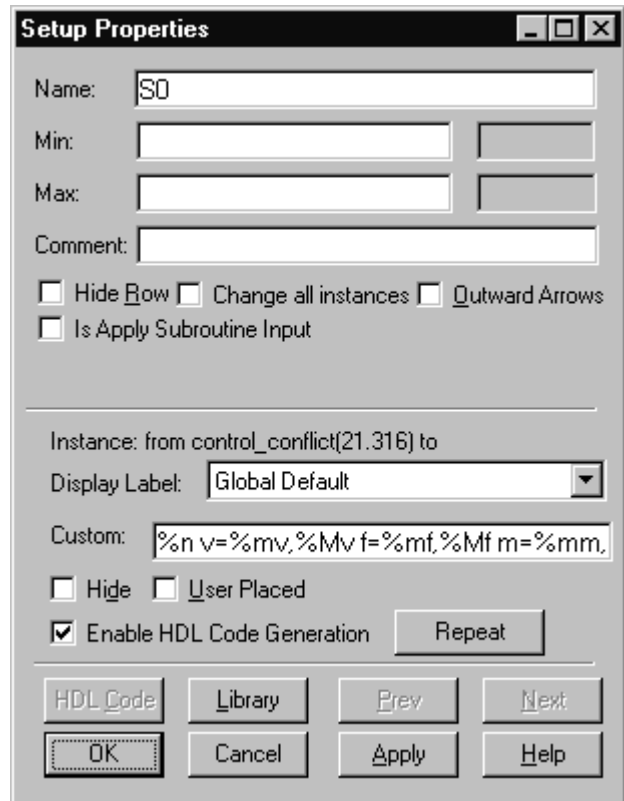 Setup Properties
Name: S0
Min:
Max:
Comment:
Hide Row Change all instances Outward Arrows
Is Apply Subroutine Input
Instance: from control_conflict(21.316) to
Display Label: Global Default
Custom: %n v=%mv,%Mv f=%mf,%Mf m=%mm,
Hide User Placed
Enable HDL Code Generation Repeat
HDL Code Library Prev Next
OK Cancel Apply Help